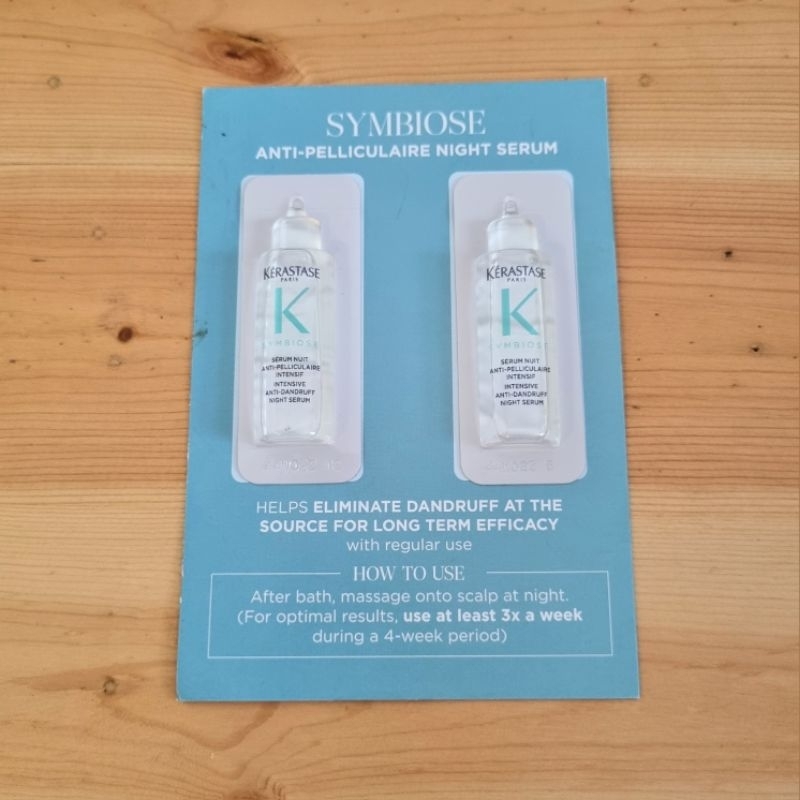 SYMBIOSE
ANTI-PELLICULAIRE NIGHT SERUM
KÉRASTASE
PARIS
K
SYMBIOSE
SÉRUM NUIT
ANTI-PELLICULAIRE
INTENSIF
INTENSIVE
ANTI-DANDRUFF
NIGHT SERUM
KÉRASTASE
PARIS
K
SYMBIOSE
SÉRUM NUIT
ANTI-PELLICULAIRE
INTENSIF
INTENSIVE
ANTI-DANDRUFF
NIGHT SERUM
HELPS ELIMINATE DANDRUFF AT THE
SOURCE FOR LONG TERM EFFICACY
with regular use
HOW TO USE
After bath, massage onto scalp at night.
(For optimal results, use at least 3x a week
during a 4-week period)